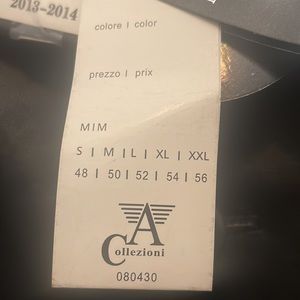 2013-2014
colore | color
prezzo | prix
MIM
S | M | L | XL | XXL
48 | 50 | 52 | 54 | 56
A
Collezioni
080430